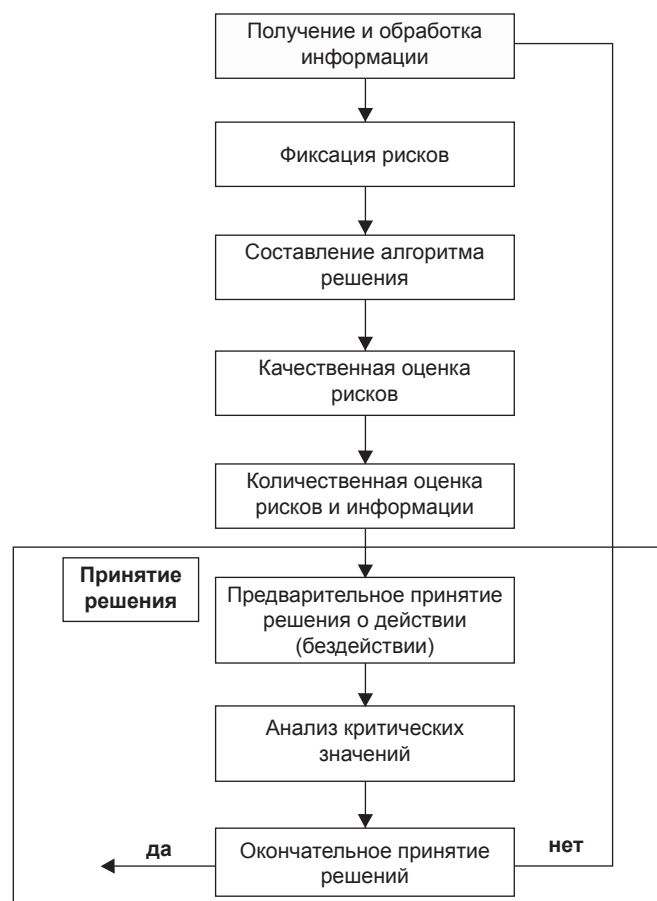 Получение и обработка
информации
Фиксация рисков
Составление алгоритма
решения
Качественная оценка
рисков
Количественная оценка
рисков и информации
Принятие
решения
Предварительное принятие
решения о действии
(бездействии)
Анализ критических
значений
да
Окончательное принятие
решений
нет